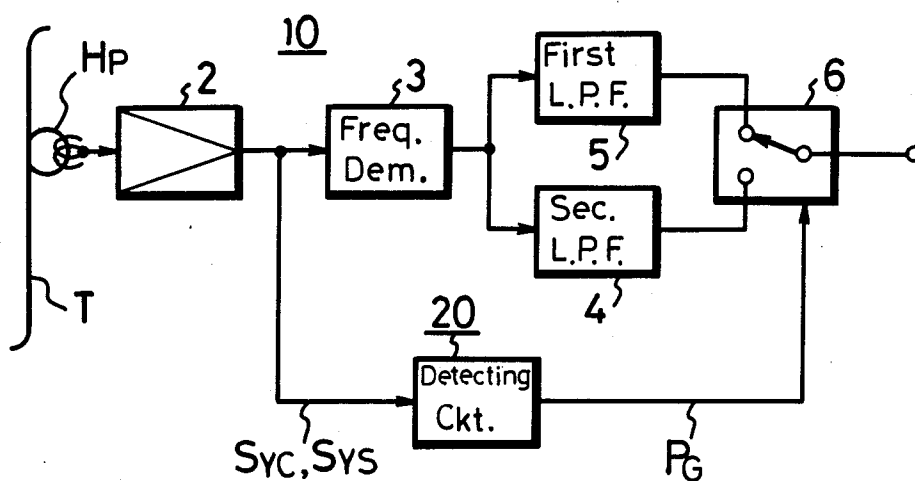 10
HP
2
3
Freq.
Dem.
First
L.P.F.
5
6
Sec.
L.P.F.
4
T
20
Detecting
Ckt.
SYC, SYS
PG